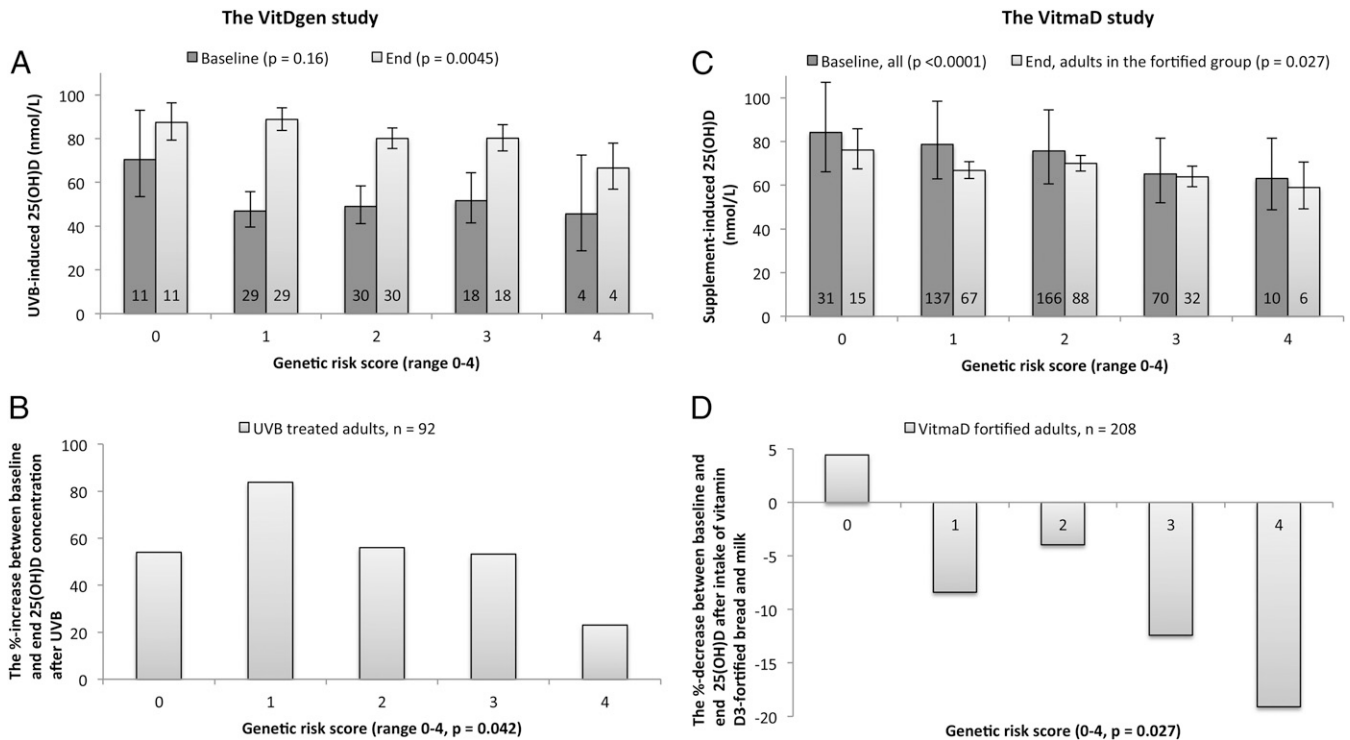 The VitDgen study
The VitmaD study
A
Baseline (p = 0.16)
End (p = 0.0045)
UVB-induced 25(OH)D (nmol/L)
100
80
60
40
20
0
11
11
29
29
30
30
18
18
4
4
0
1
2
3
4
Genetic risk score (range 0-4)
C
Baseline, all (p <0.0001)
End, adults in the fortified group (p = 0.027)
Supplement-induced 25(OH)D
(nmol/L)
100
80
60
40
20
0
31
15
137
67
166
88
70
32
10
6
0
1
2
3
4
Genetic risk score (range 0-4)
B
UVB treated adults, n = 92
The %-increase between baseline
and end 25(OH)D concentration
after UVB
100
80
60
40
20
0
0
1
2
3
4
Genetic risk score (range 0-4, p = 0.042)
D
VitmaD fortified adults, n = 208
The %-decrease between baseline and
end 25(OH)D after intake of vitamin
D3-fortified bread and milk
5
0
-5
-10
-15
-20
0
1
2
3
4
Genetic risk score (0-4, p = 0.027)